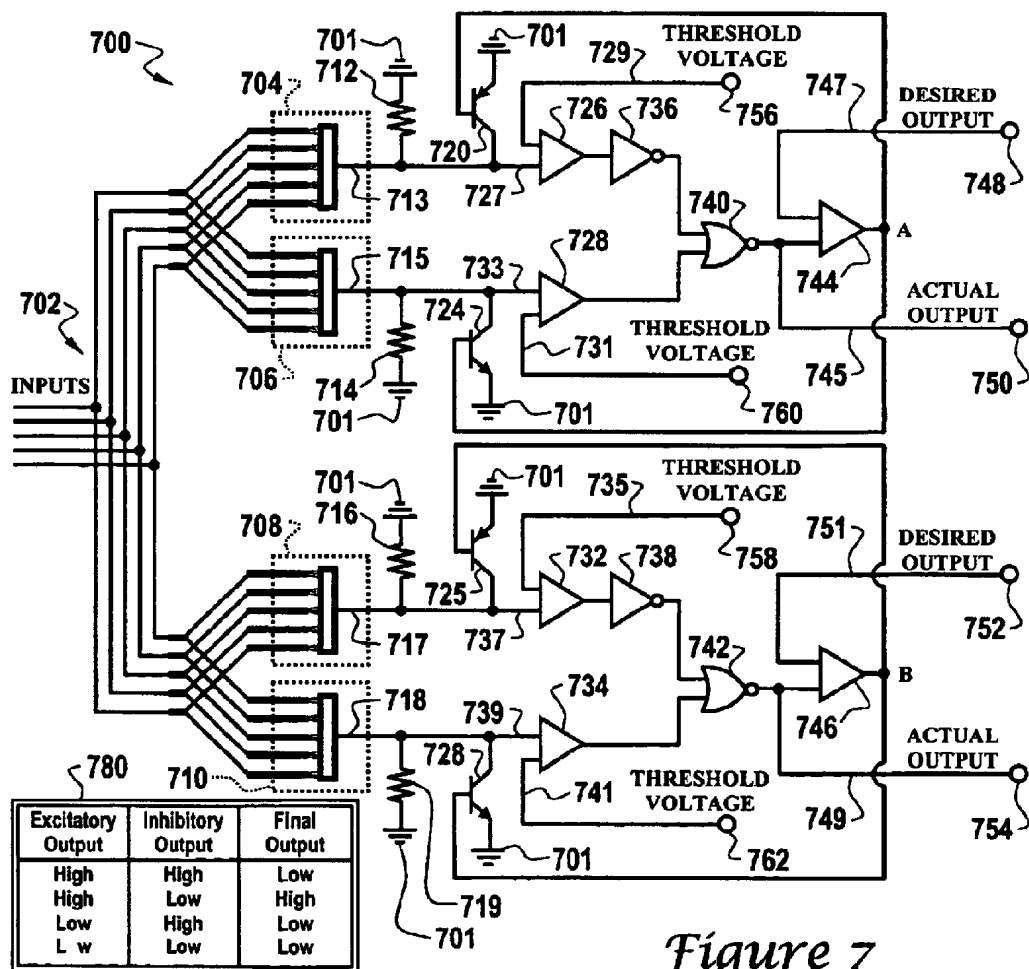 700
701
712
704
713
720
701
729
THRESHOLD
VOLTAGE
756
726
736
727
747
DESIRED
OUTPUT
748
740
A
744
702
706
715
733
728
724
714
701
731
THRESHOLD
VOLTAGE
760
701
745
ACTUAL
OUTPUT
750
INPUTS
701
716
708
717
725
701
735
THRESHOLD
VOLTAGE
758
732
738
737
751
DESIRED
OUTPUT
752
742
B
746
718
710
739
734
728
741
THRESHOLD
VOLTAGE
762
701
719
701
749
ACTUAL
OUTPUT
754
780
Excitatory Output Inhibitory Output Final Output
High High Low
High Low High
Low High Low
L w Low Low
Figure 7